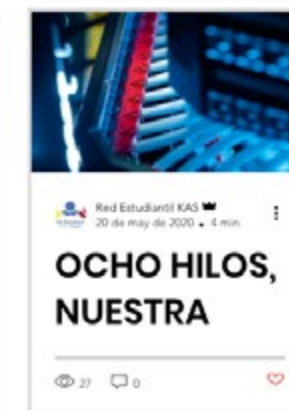 Red Estudiantil KAS
20 de may de 2020 . 4 min.
OCHO HILOS,
NUESTRA
27 0